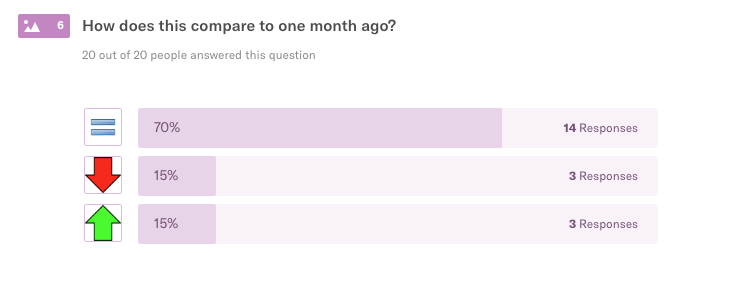 6 How does this compare to one month ago?
20 out of 20 people answered this question
70% 14 Responses
15% 3 Responses
15% 3 Responses